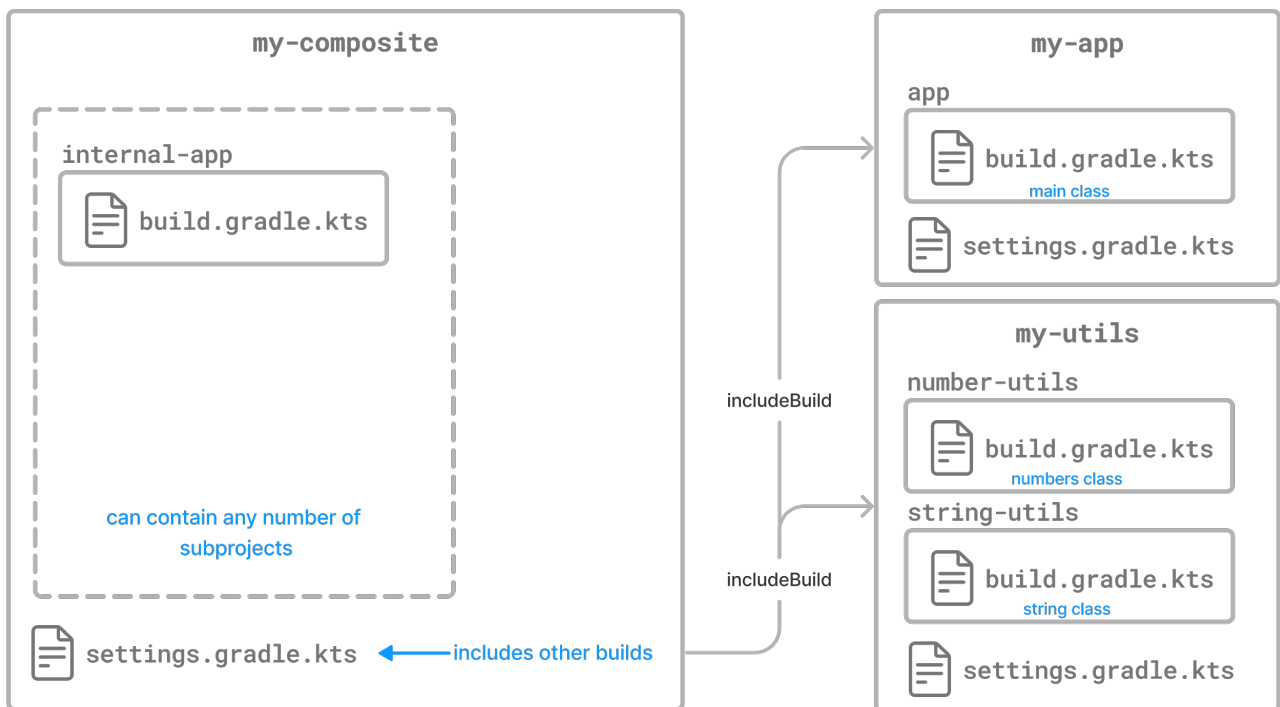 my-composite
internal-app
build.gradle.kts
can contain any number of
subprojects
settings.gradle.kts
includes other builds
includeBuild
includeBuild
my-app
app
build.gradle.kts
main class
settings.gradle.kts
my-utils
number-utils
build.gradle.kts
numbers class
string-utils
build.gradle.kts
string class
settings.gradle.kts